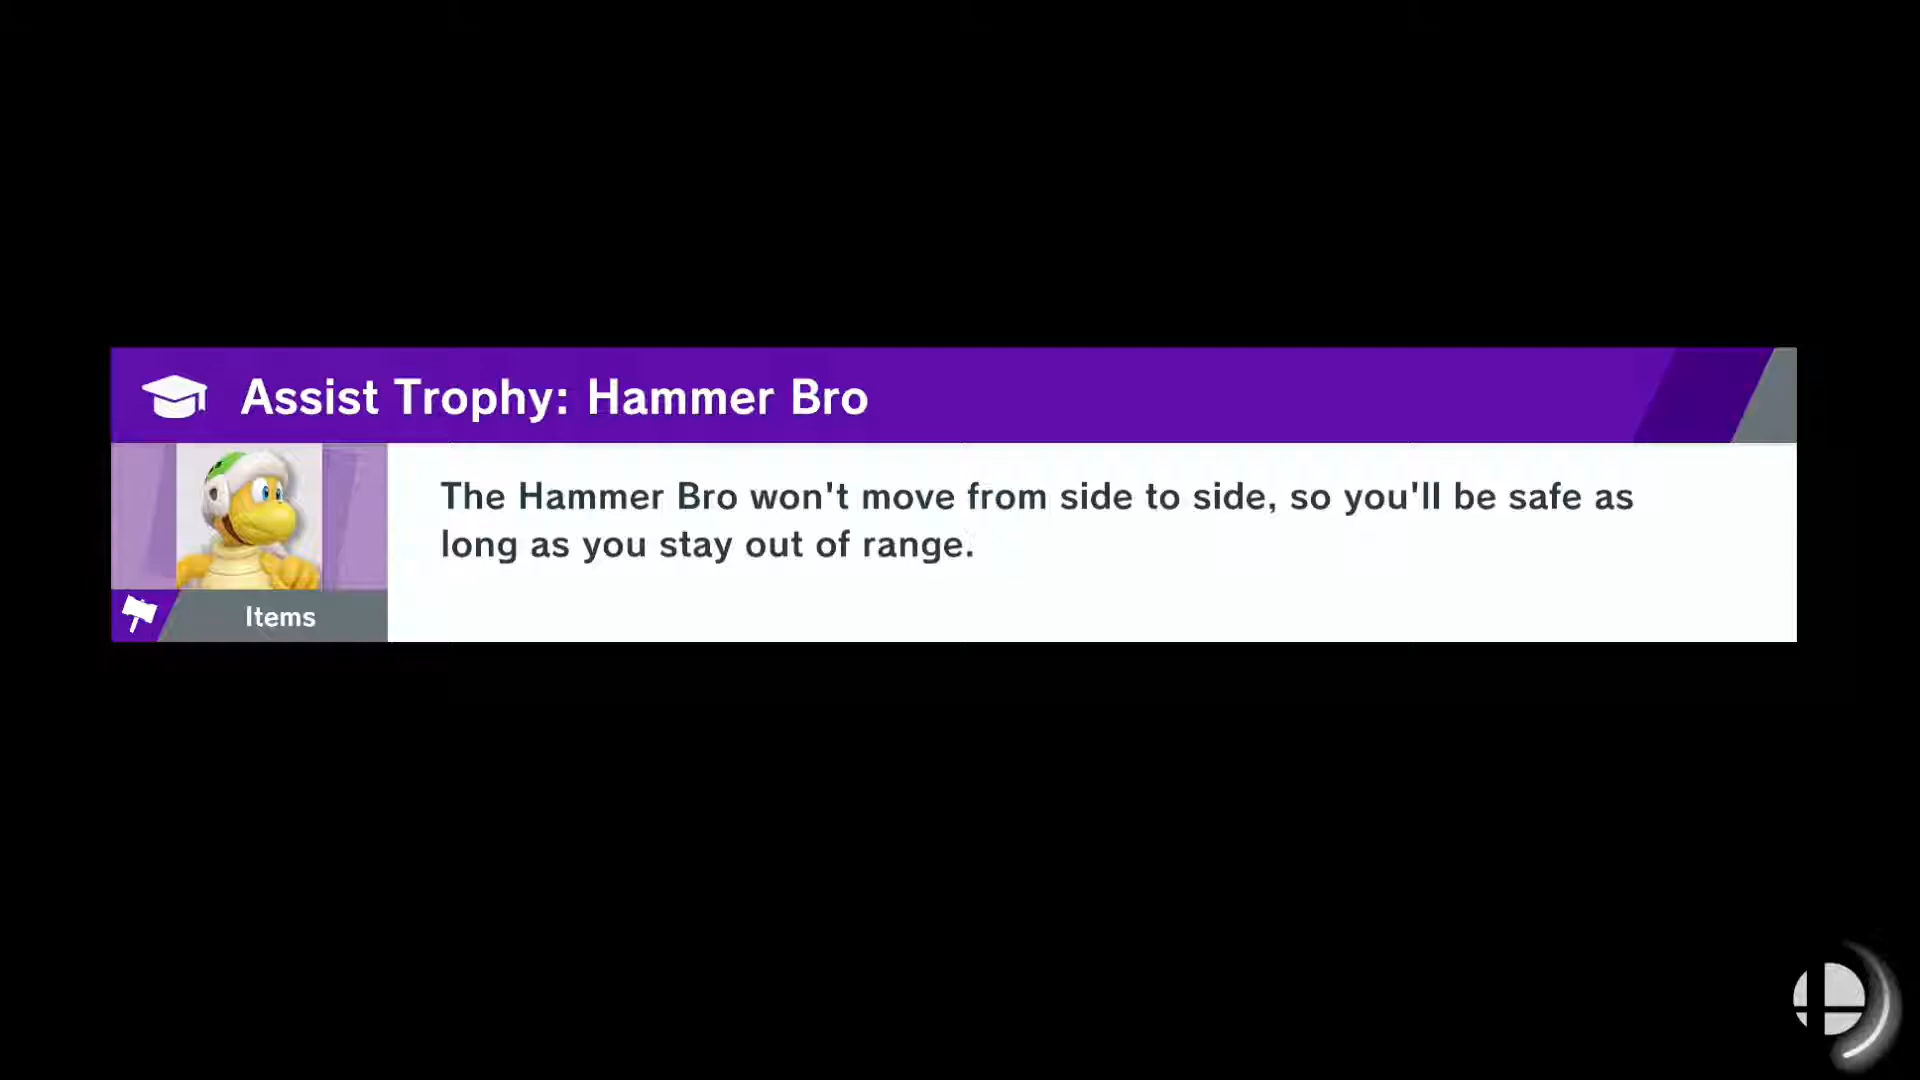 Assist Trophy: Hammer Bro
The Hammer Bro won't move from side to side, so you'll be safe as
long as you stay out of range.
Items